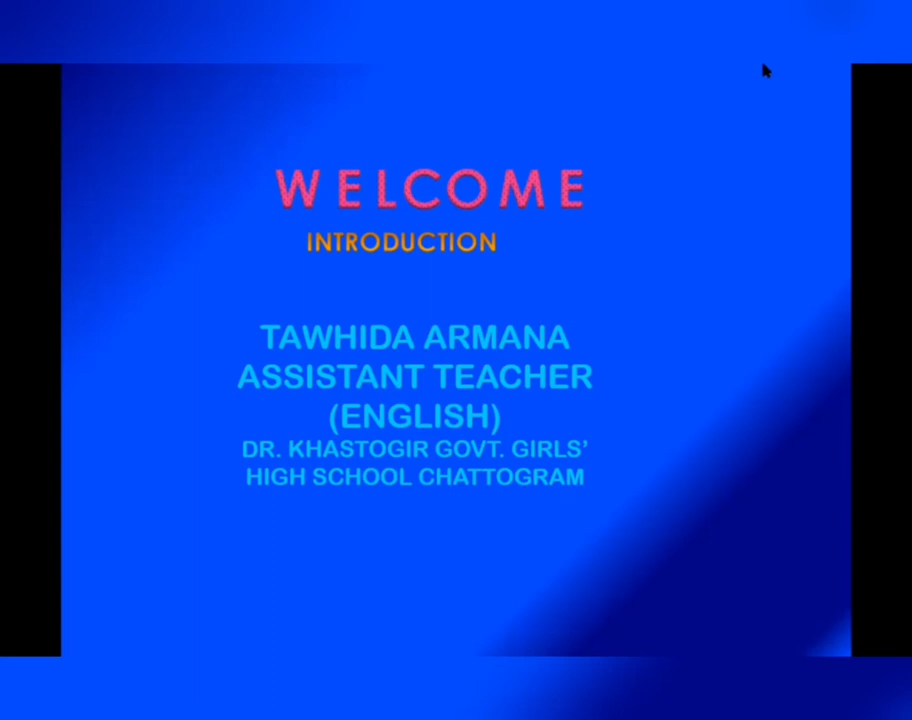 WELCOME
INTRODUCTION
TAWHIDA ARMANA
ASSISTANT TEACHER
(ENGLISH)
DR. KHASTOGIR GOVT. GIRLS’
HIGH SCHOOL CHATTOGRAM